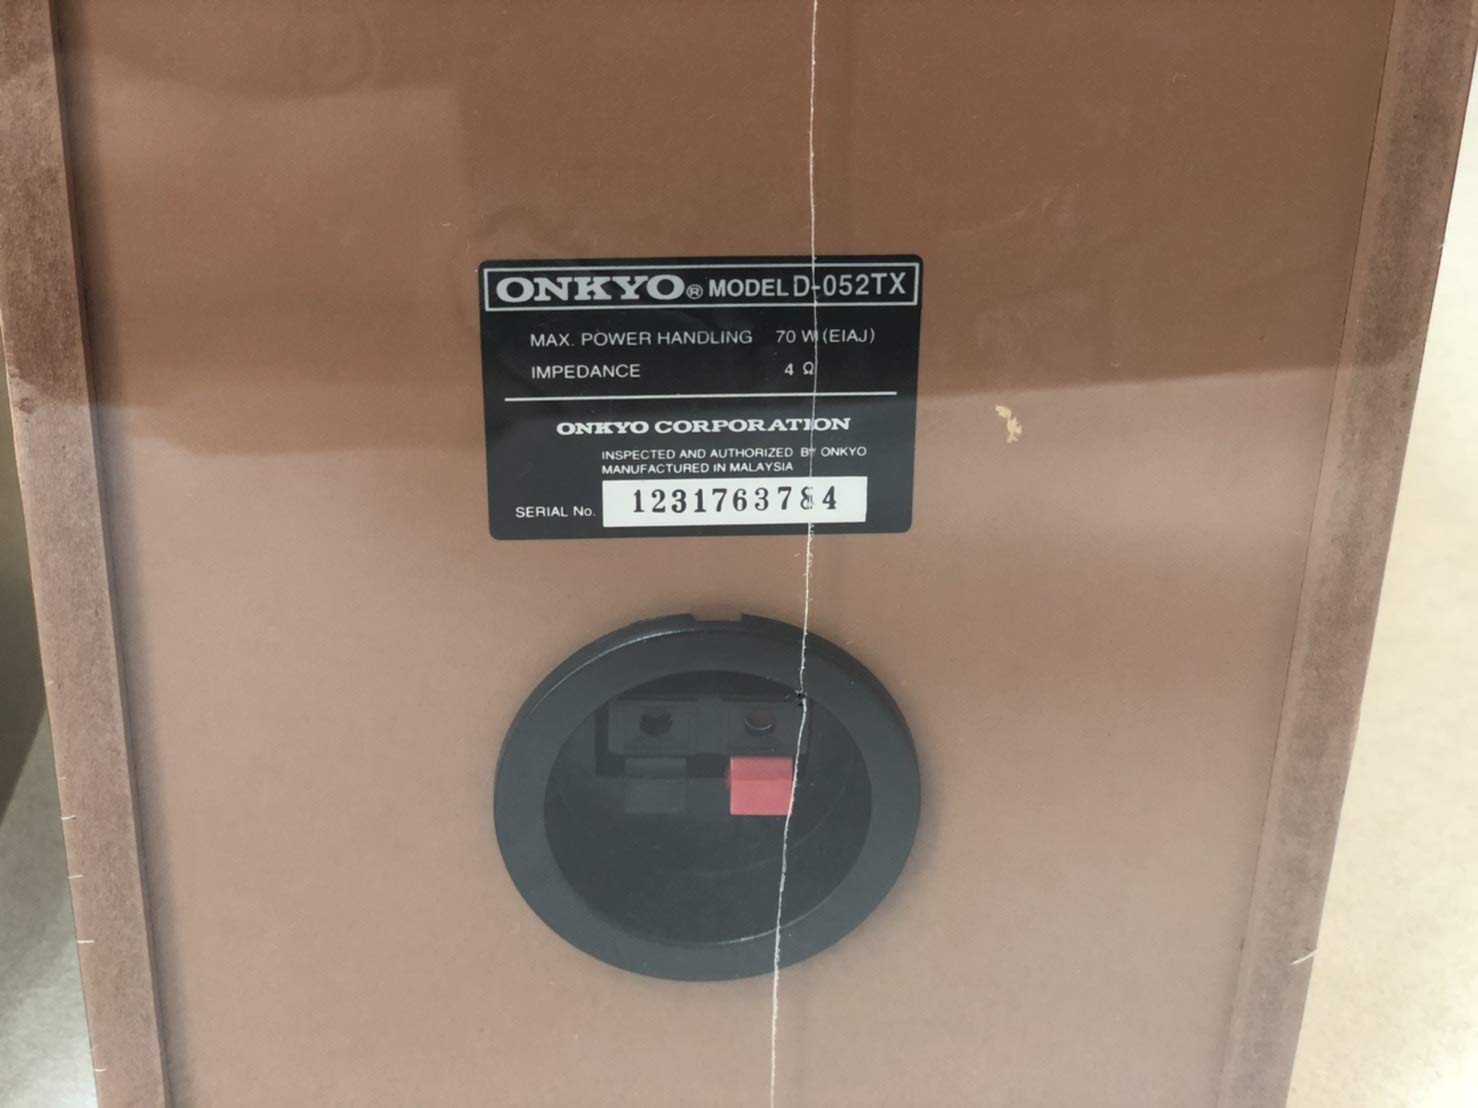 ONKYO® MODEL D-052TX
MAX. POWER HANDLING 70 W (EIAJ)
IMPEDANCE 4 Ω
ONKYO CORPORATION
INSPECTED AND AUTHORIZED BY ONKYO
MANUFACTURED IN MALAYSIA
SERIAL No. 1231763784